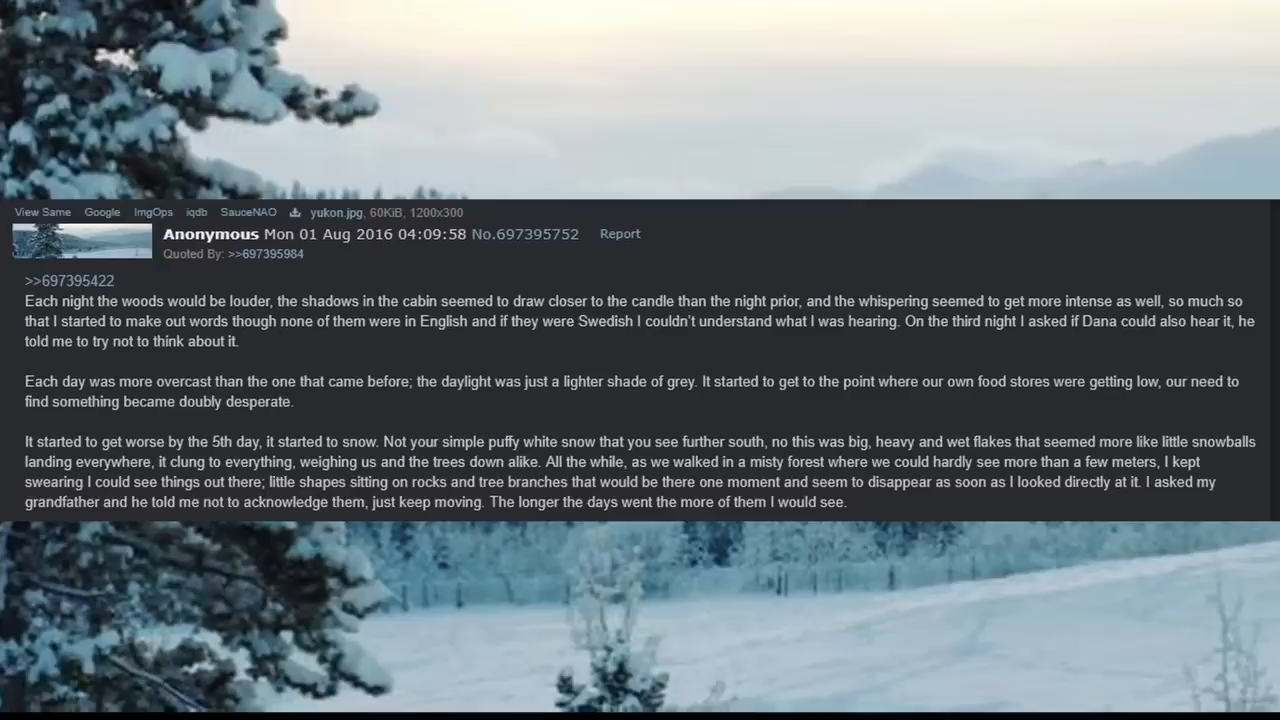 View Same Google ImgOps iqdb SauceNAO yukon.jpg, 60KiB, 1200x300
Anonymous Mon 01 Aug 2016 04:09:58 No.697395752 Report
Quoted By: >>697395984
>>697395422
Each night the woods would be louder, the shadows in the cabin seemed to draw closer to the candle than the night prior, and the whispering seemed to get more intense as well, so much so
that I started to make out words though none of them were in English and if they were Swedish I couldn't understand what I was hearing. On the third night I asked if Dana could also hear it, he
told me to try not to think about it.
Each day was more overcast than the one that came before; the daylight was just a lighter shade of grey. It started to get to the point where our own food stores were getting low, our need to
find something became doubly desperate.
It started to get worse by the 5th day, it started to snow. Not your simple puffy white snow that you see further south, no this was big, heavy and wet flakes that seemed more like little snowballs
landing everywhere, it clung to everything, weighing us and the trees down alike. All the while, as we walked in a misty forest where we could hardly see more than a few meters, I kept
swearing I could see things out there; little shapes sitting on rocks and tree branches that would be there one moment and seem to disappear as soon as I looked directly at it. I asked my
grandfather and he told me not to acknowledge them, just keep moving. The longer the days went the more of them I would see.